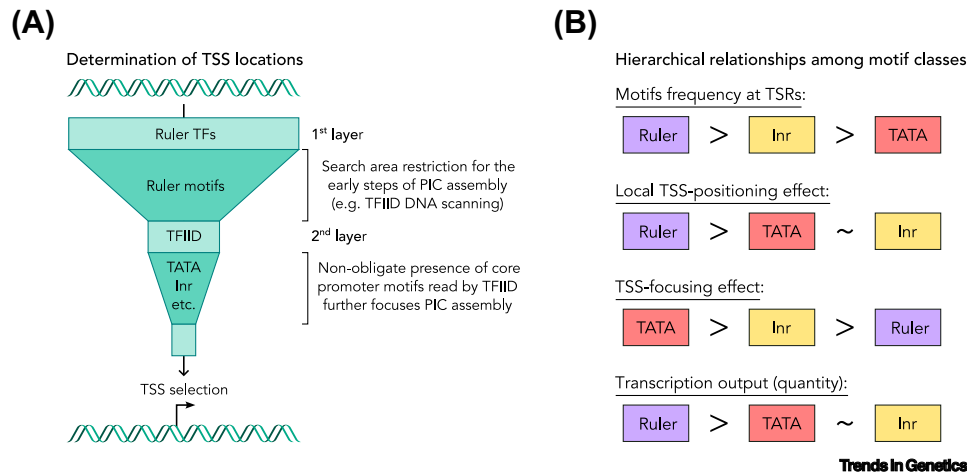 (A)
Determination of TSS locations
Ruler TFs
1st layer
Ruler motifs
Search area restriction for the
early steps of PIC assembly
(e.g. TFIID DNA scanning)
TFIID
2nd layer
TATA
Inr
etc.
Non-obligate presence of core
promoter motifs read by TFIID
further focuses PIC assembly
TSS selection
(B)
Hierarchical relationships among motif classes
Motifs frequency at TSRs:
Ruler > Inr > TATA
Local TSS-positioning effect:
Ruler > TATA ~ Inr
TSS-focusing effect:
TATA > Inr > Ruler
Transcription output (quantity):
Ruler > TATA ~ Inr
Trends in Genetics